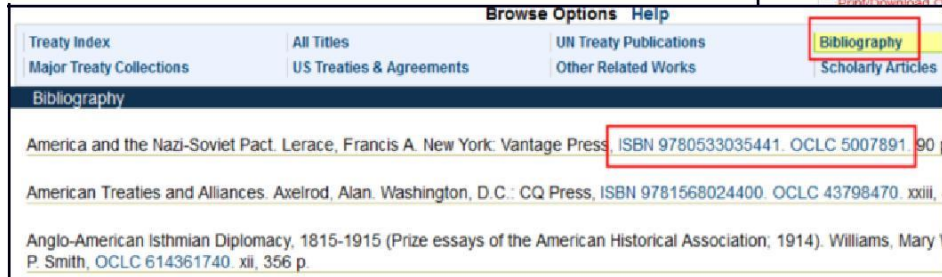 Print/Download
Browse Options Help
Treaty Index All Titles UN Treaty Publications Bibliography
Major Treaty Collections US Treaties & Agreements Other Related Works Scholarly Articles
Bibliography
America and the Nazi-Soviet Pact. Lerace, Francis A. New York: Vantage Press, ISBN 9780533035441. OCLC 5007891. 90 p
American Treaties and Alliances. Axelrod, Alan. Washington, D.C.: CQ Press, ISBN 9781568024400. OCLC 43798470. xxiii,
Anglo-American Isthmian Diplomacy, 1815-1915 (Prize essays of the American Historical Association; 1914). Williams, Mary
P. Smith, OCLC 614361740. xii, 356 p.